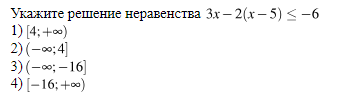 Укажите решение неравенства 3x − 2(x − 5) ≤ −6
1) [4; +∞)
2) (−∞; 4]
3) (−∞; −16]
4) [−16; +∞)